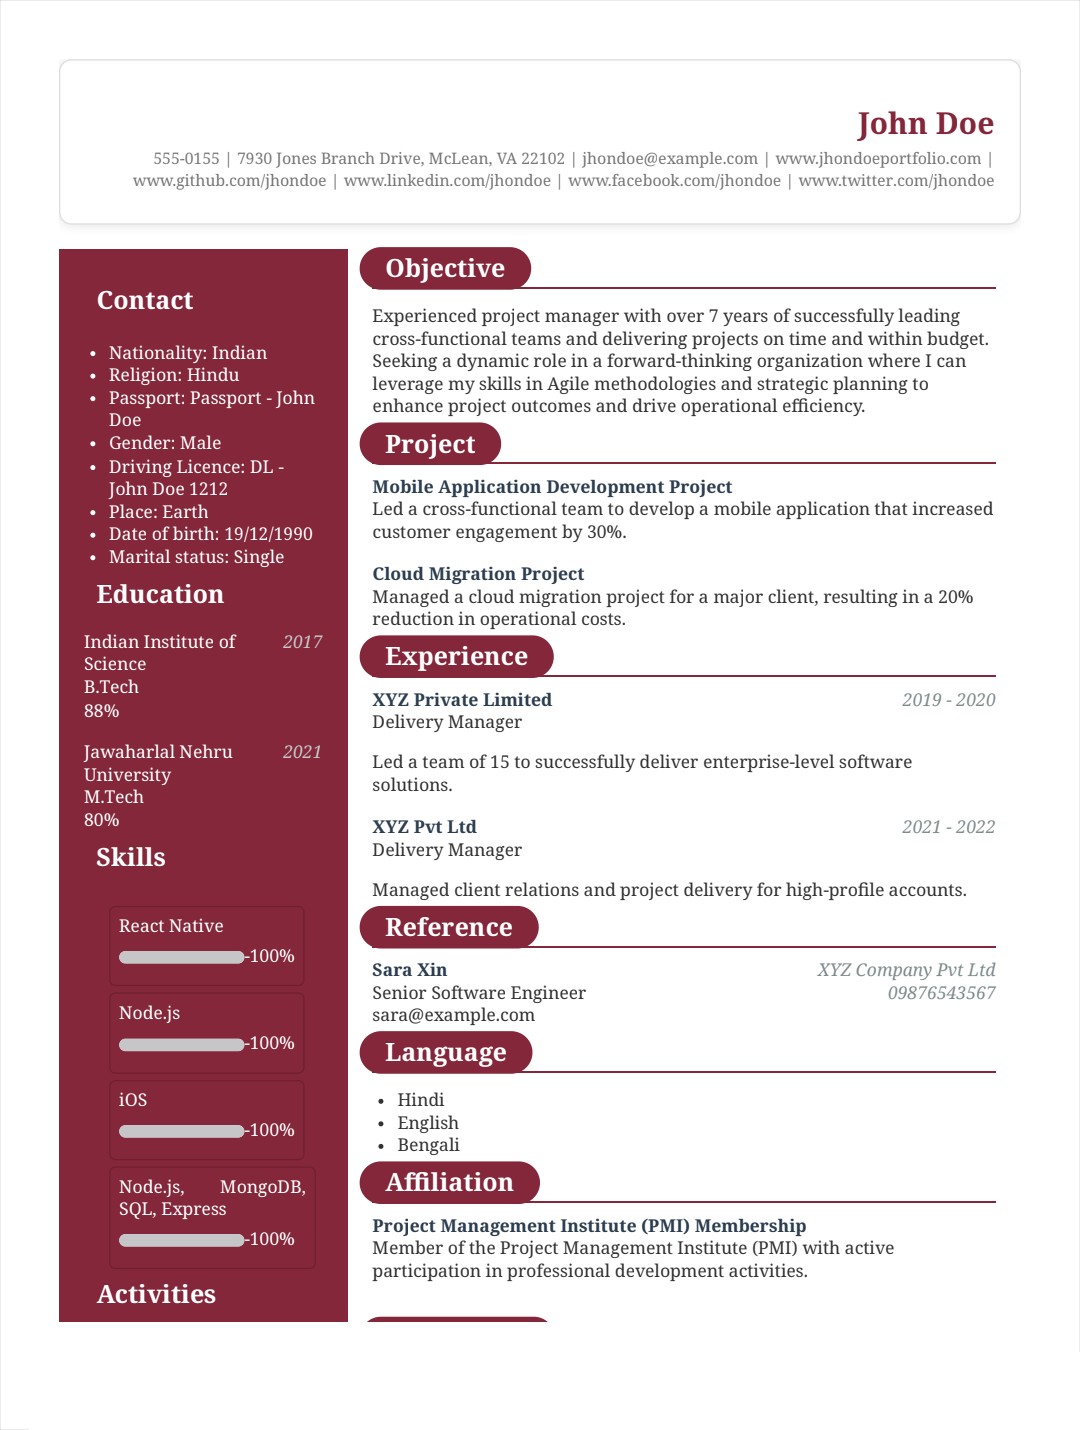 John Doe
555-0155 | 7930 Jones Branch Drive, McLean, VA 22102 | jhondoe@example.com | www.jhondoeportfolio.com |
www.github.com/jhondoe | www.linkedin.com/jhondoe | www.facebook.com/jhondoe | www.twitter.com/jhondoe
Contact
• Nationality: Indian
• Religion: Hindu
• Passport: Passport - John
Doe
• Gender: Male
• Driving Licence: DL -
John Doe 1212
• Place: Earth
• Date of birth: 19/12/1990
• Marital status: Single
Education
Indian Institute of 2017
Science
B.Tech
88%
Jawaharlal Nehru 2021
University
M.Tech
80%
Skills
React Native
-100%
Node.js
-100%
iOS
-100%
Node.js, MongoDB,
SQL, Express
-100%
Activities
Objective
Experienced project manager with over 7 years of successfully leading
cross-functional teams and delivering projects on time and within budget.
Seeking a dynamic role in a forward-thinking organization where I can
leverage my skills in Agile methodologies and strategic planning to
enhance project outcomes and drive operational efficiency.
Project
Mobile Application Development Project
Led a cross-functional team to develop a mobile application that increased
customer engagement by 30%.
Cloud Migration Project
Managed a cloud migration project for a major client, resulting in a 20%
reduction in operational costs.
Experience
XYZ Private Limited 2019 - 2020
Delivery Manager
Led a team of 15 to successfully deliver enterprise-level software
solutions.
XYZ Pvt Ltd 2021 - 2022
Delivery Manager
Managed client relations and project delivery for high-profile accounts.
Reference
Sara Xin XYZ Company Pvt Ltd
Senior Software Engineer 09876543567
sara@example.com
Language
• Hindi
• English
• Bengali
Affiliation
Project Management Institute (PMI) Membership
Member of the Project Management Institute (PMI) with active
participation in professional development activities.